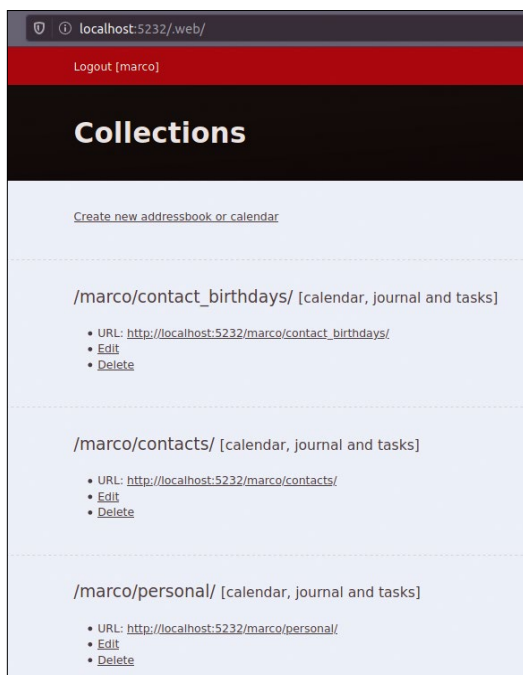 localhost:5232/.web/
Logout [marco]
Collections
Create new addressbook or calendar
/marco/contact_birthdays/ [calendar, journal and tasks]
• URL: http://localhost:5232/marco/contact_birthdays/
• Edit
• Delete
/marco/contacts/ [calendar, journal and tasks]
• URL: http://localhost:5232/marco/contacts/
• Edit
• Delete
/marco/personal/ [calendar, journal and tasks]
• URL: http://localhost:5232/marco/personal/
• Edit
• Delete